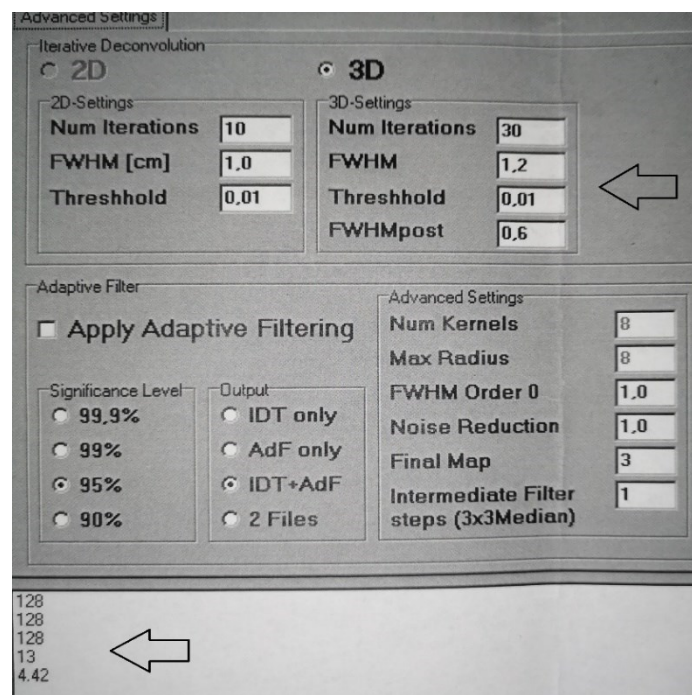 Advanced Settings
Iterative Deconvolution
2D
3D
2D-Settings
Num Iterations 10
FWHM [cm] 1,0
Threshhold 0,01
3D-Settings
Num Iterations 30
FWHM 1,2
Threshhold 0,01
FWHMpost 0,6
Adaptive Filter
Apply Adaptive Filtering
Significance Level
99,9%
99%
95%
90%
Output
IDT only
AdF only
IDT+AdF
2 Files
Advanced Settings
Num Kernels 8
Max Radius 8
FWHM Order 0 1,0
Noise Reduction 1,0
Final Map 3
Intermediate Filter 1
steps (3x3Median)
128
128
128
13
4.42